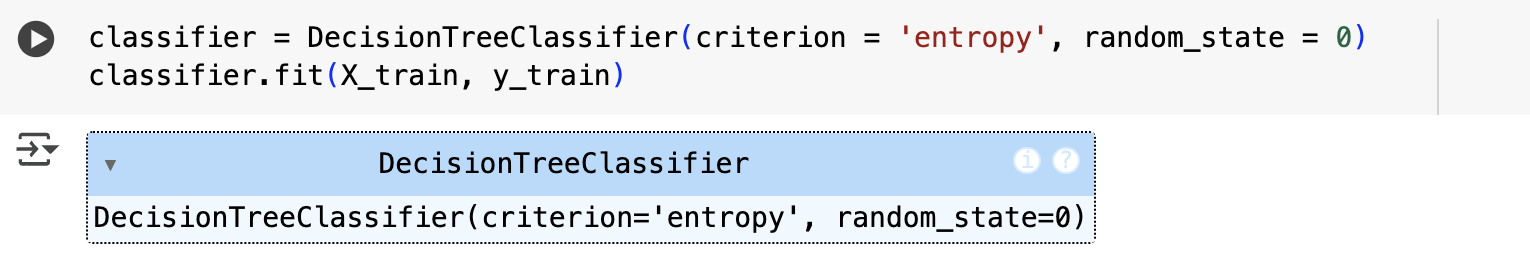 classifier = DecisionTreeClassifier(criterion = 'entropy', random_state = 0)
classifier.fit(X_train, y_train)
▼ DecisionTreeClassifier i ?
DecisionTreeClassifier(criterion='entropy', random_state=0)